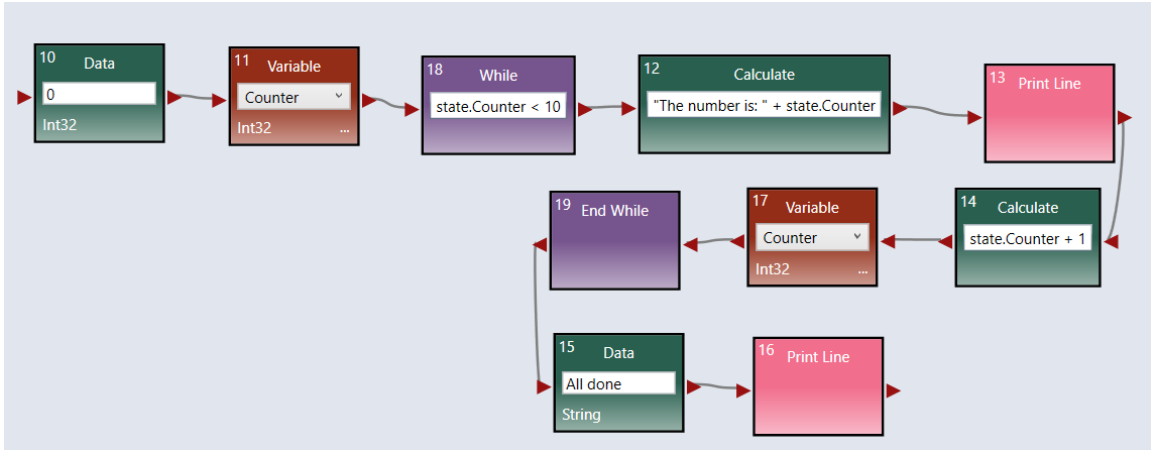 10 Data
0
Int32
11 Variable
Counter
Int32 ...
18 While
state.Counter < 10
12 Calculate
"The number is: " + state.Counter
13 Print Line
19 End While
17 Variable
Counter
Int32 ...
14 Calculate
state.Counter + 1
15 Data
All done
String
16 Print Line